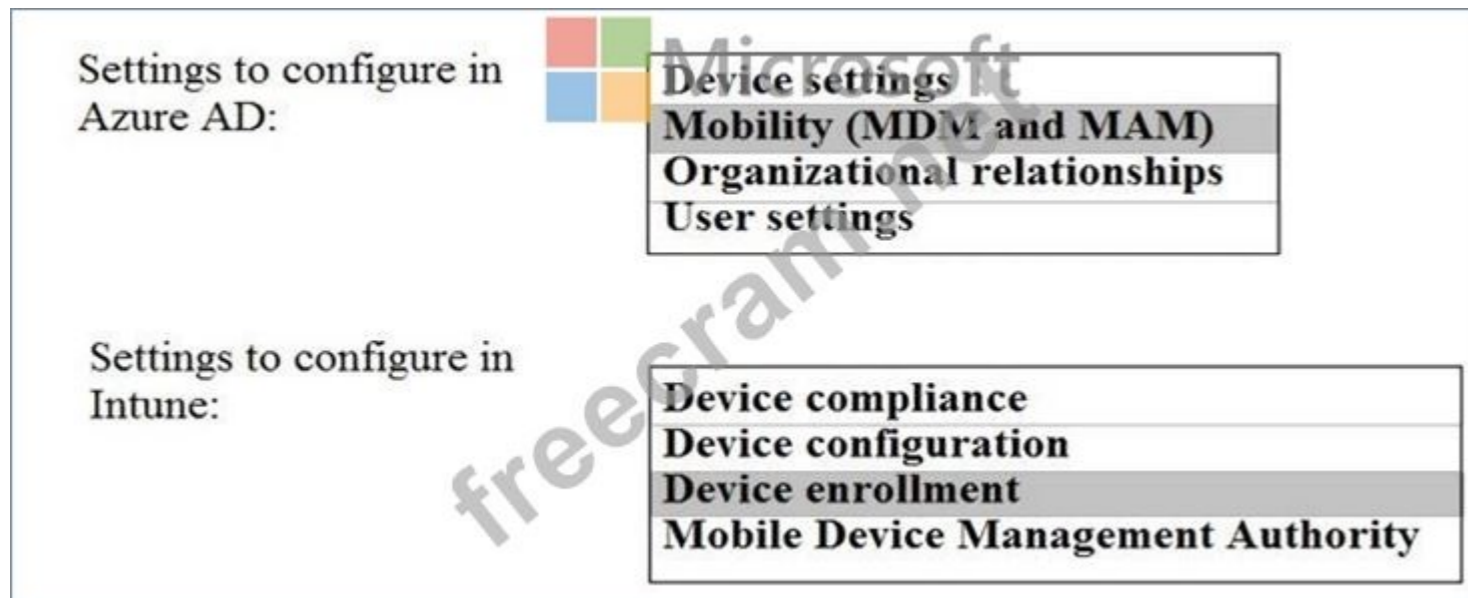 Settings to configure in
Azure AD:
Microsoft
Device settings
Mobility (MDM and MAM)
Organizational relationships
User settings
Settings to configure in
Intune:
Device compliance
Device configuration
Device enrollment
Mobile Device Management Authority
freecram.net